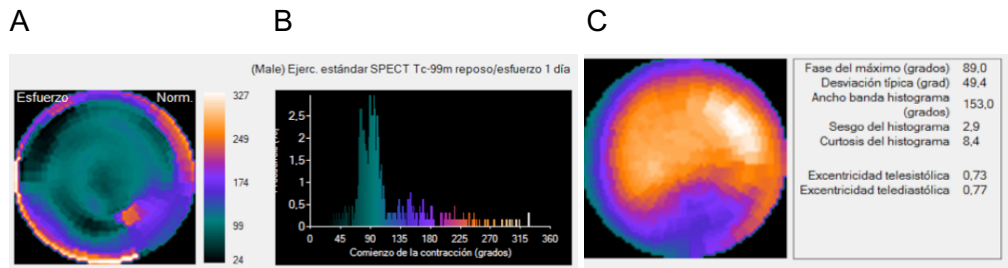 A
B
C
(Male) Ejerc. estándar SPECT Tc-99m reposo/esfuerzo 1 día
Esfuerzo
Norm.
327
249
174
99
24
2,5
2
1,5
1
0,5
0
0 45 90 135 180 225 270 315 360
Comienzo de la contracción (grados)
Fase del máximo (grados) 89,0
Desviación típica (grad) 49,4
Ancho banda histograma
(grados) 153,0
Sesgo del histograma 2,9
Curtosis del histograma 8,4
Excentricidad telesistólica 0,73
Excentricidad telediastólica 0,77